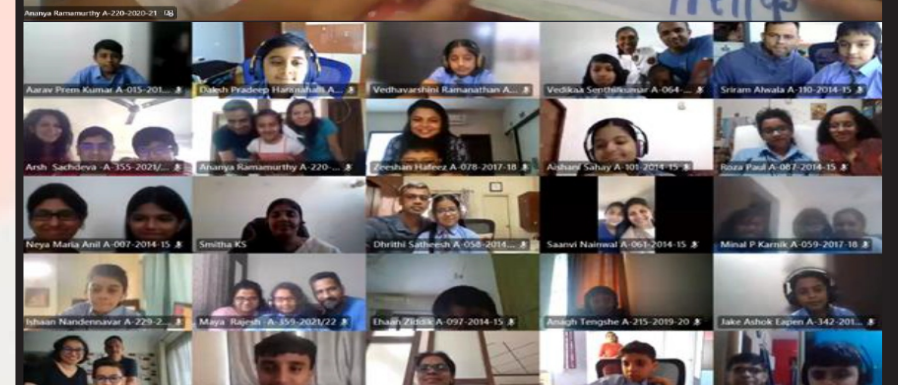 Ananya Ramamurthy A-220-2020-21
Aarav Prem Kumar A-015-201...
Daksh Pradeep A...
Vedhavarshini Ramanathan A...
Vedikaa Senthilkumar A-064-...
Sriram Alwala A-110-2014-15
Arsh Sachdeva -A-355-2021/...
Ananya Ramamurthy A-220-...
Zeeshan Hafeez A-078-2017-18
Aishani Sahay A-101-2014-15
Roza Paul A-087-2014-15
Neya Maria Anil A-007-2014-15
Smitha KS
Dhrithi Satheesh A-058-2014...
Saanvi Nainwal A-061-2014-15
Minal P Karnik A-059-2017-18
Ishaan Nandennavar A-229-2...
Maya Rajesh -A-359-2021/22
Ehaan A-097-2014-15
Anagh Tengshe A-215-2019-20
Jake Ashok Eapen A-342-201...